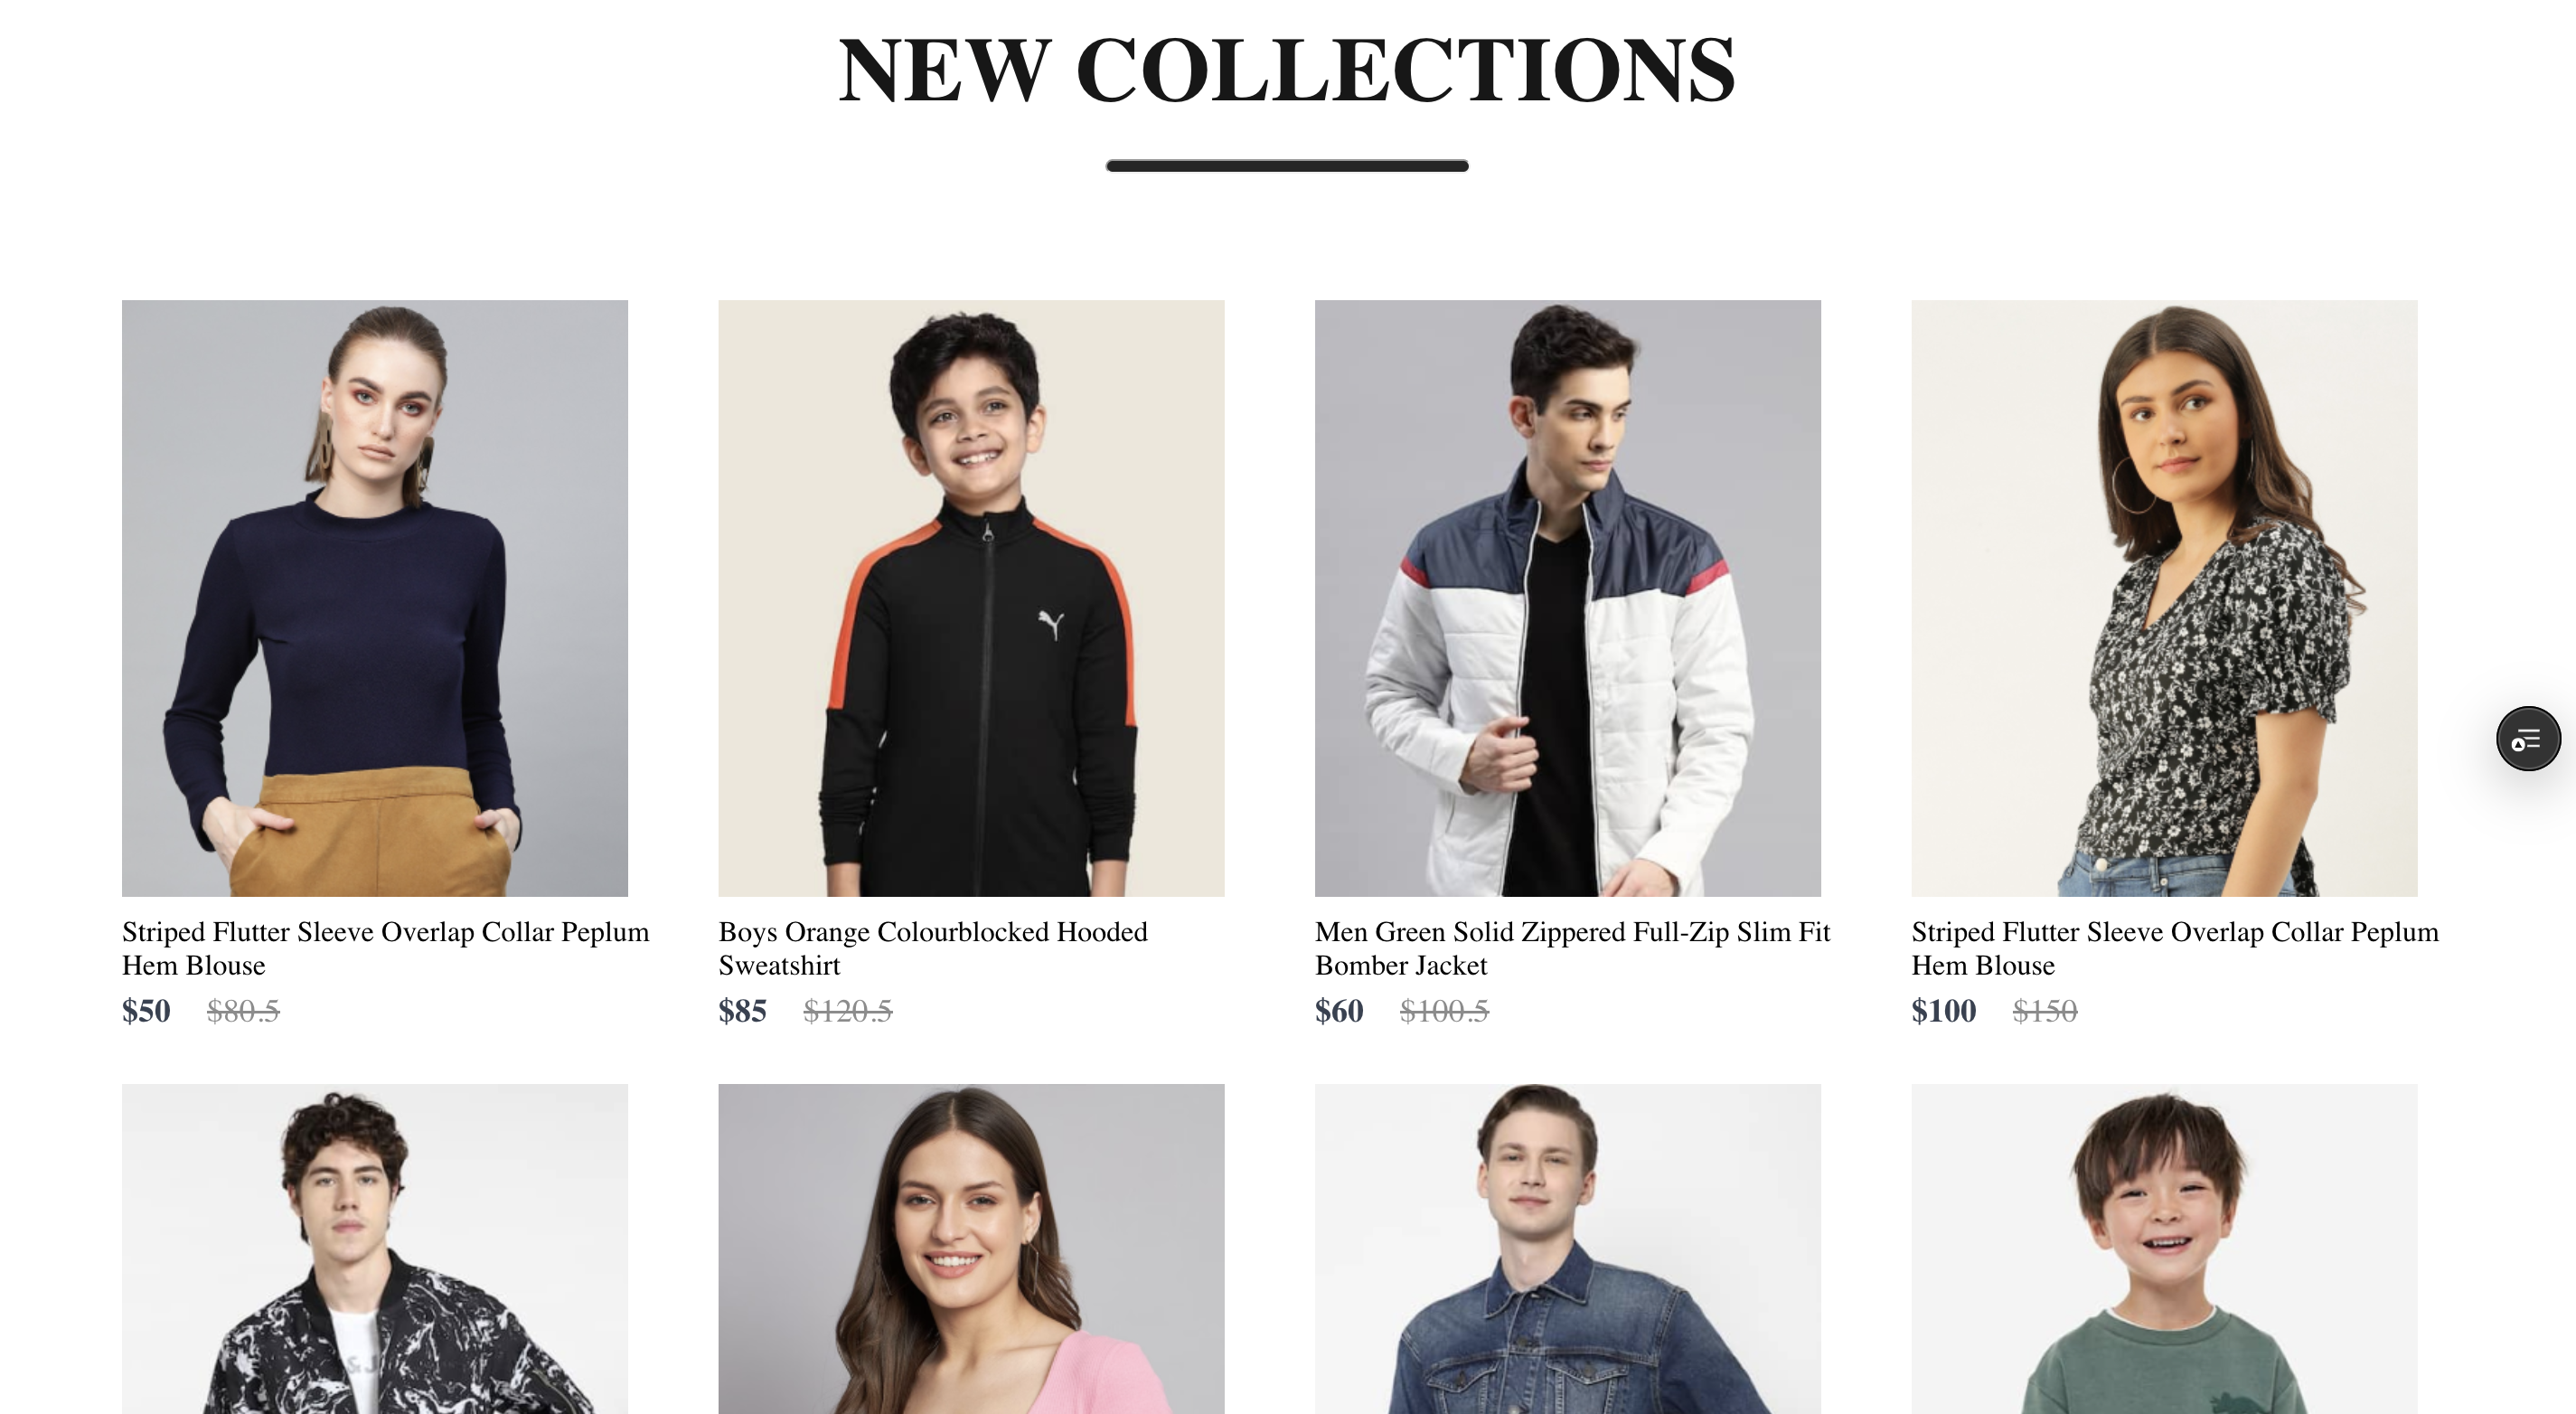 NEW COLLECTIONS
Striped Flutter Sleeve Overlap Collar Peplum
Hem Blouse
$50 $80.5
Boys Orange Colourblocked Hooded
Sweatshirt
$85 $120.5
Men Green Solid Zippered Full-Zip Slim Fit
Bomber Jacket
$60 $100.5
Striped Flutter Sleeve Overlap Collar Peplum
Hem Blouse
$100 $150
& J